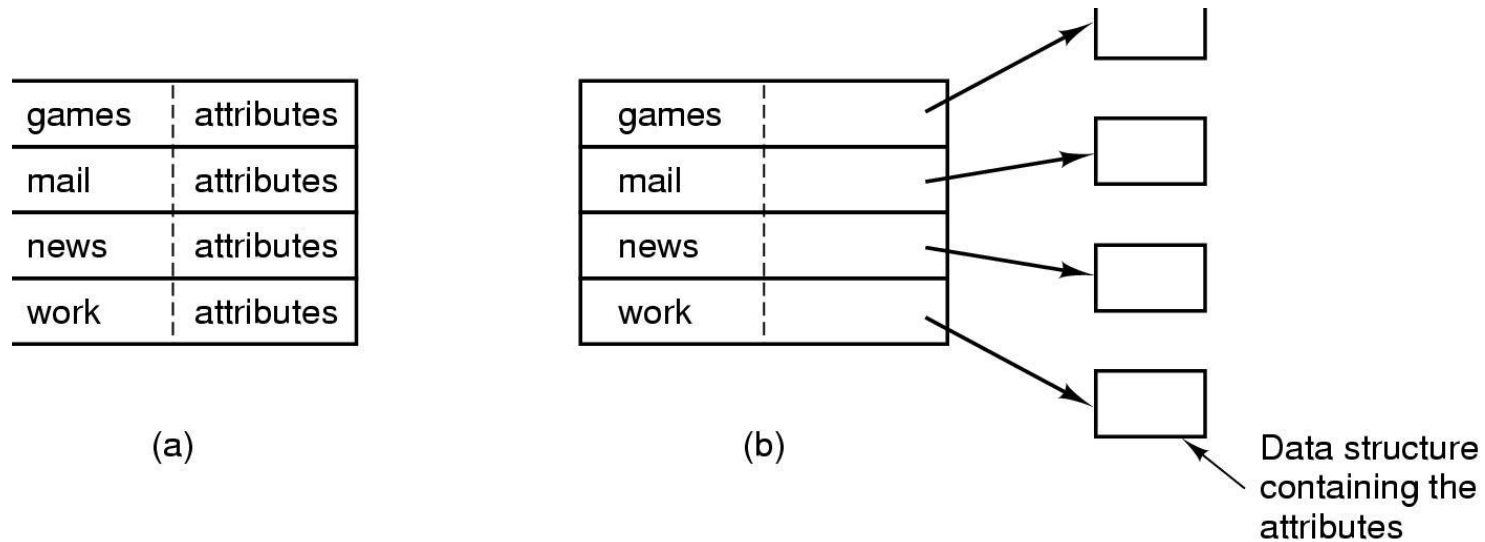 games attributes
mail attributes
news attributes
work attributes
(a)
games
mail
news
work
(b)
Data structure
containing the
attributes